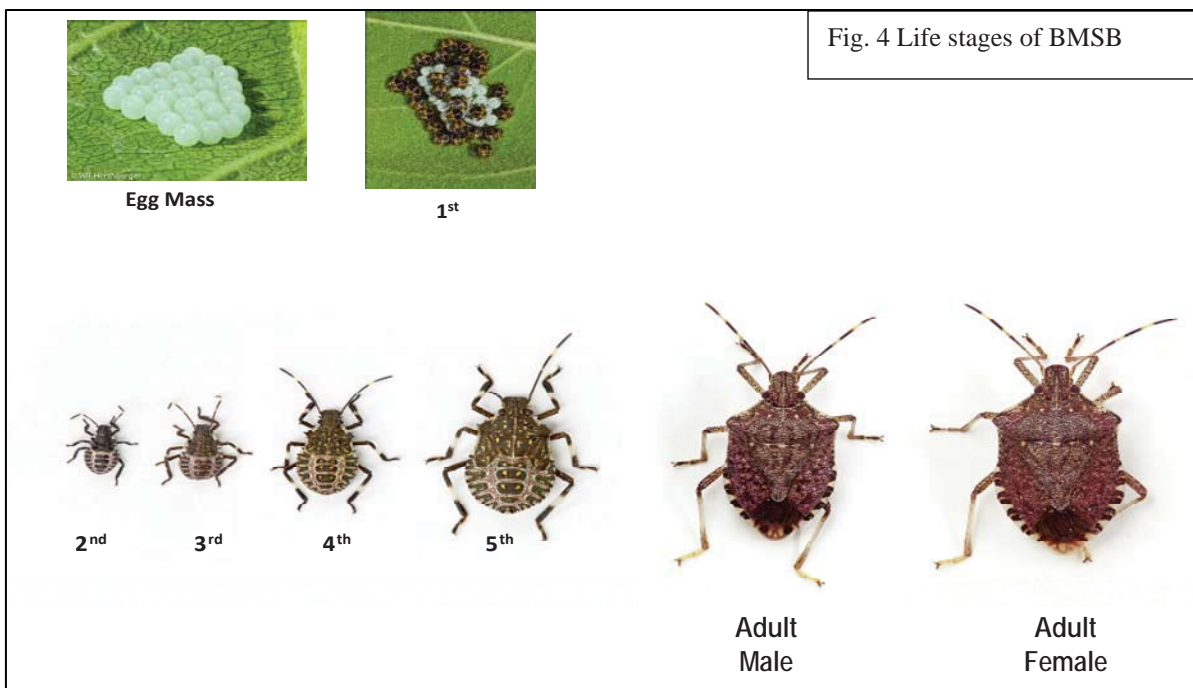 Fig. 4 Life stages of BMSB
Egg Mass
1st
2nd
3rd
4th
5th
Adult
Male
Adult
Female